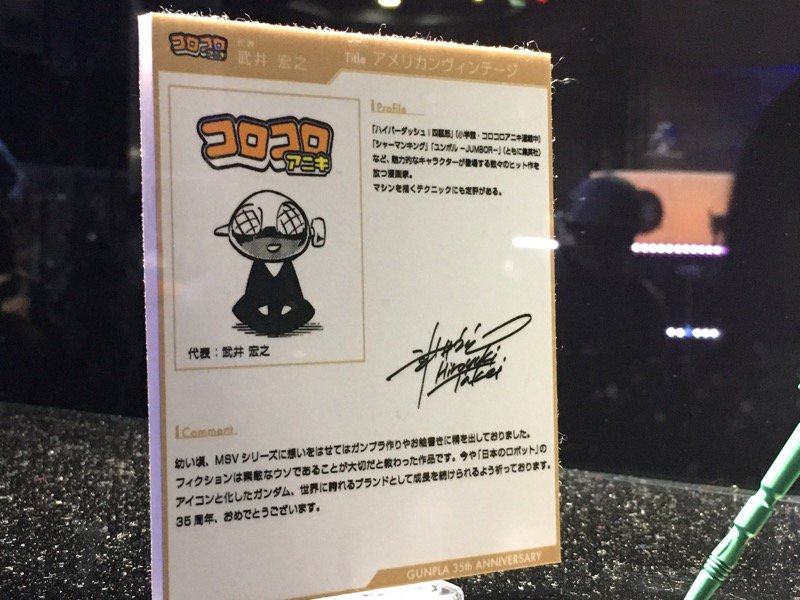 コロコロ アニキ
代表
武井 宏之
Title アメリカンヴィンテージ
コロコロ
アニキ
代表：武井 宏之
Profile
「ハイパーダッシュ！四駆郎」（小学館・コロコロアニキ連載中）
「シャーマンキング」「ユンボル －JUMBOR－」（ともに集英社）
など、魅力的なキャラクターが登場する数々のヒット作を
放つ漫画家。
マシンを描くテクニックにも定評がある。
武井宏之
Hiroyuki
Takei
Comment
幼い頃、MSVシリーズに想いをはせてはガンプラ作りやお絵書きに精を出しておりました。
フィクションは素敵なウソであることが大切だと教わった作品です。今や「日本のロボット」の
アイコンと化したガンダム、世界に誇れるブランドとして成長を続けられるよう祈っております。
35周年、おめでとうございます。
GUNPLA 35th ANNIVERSARY